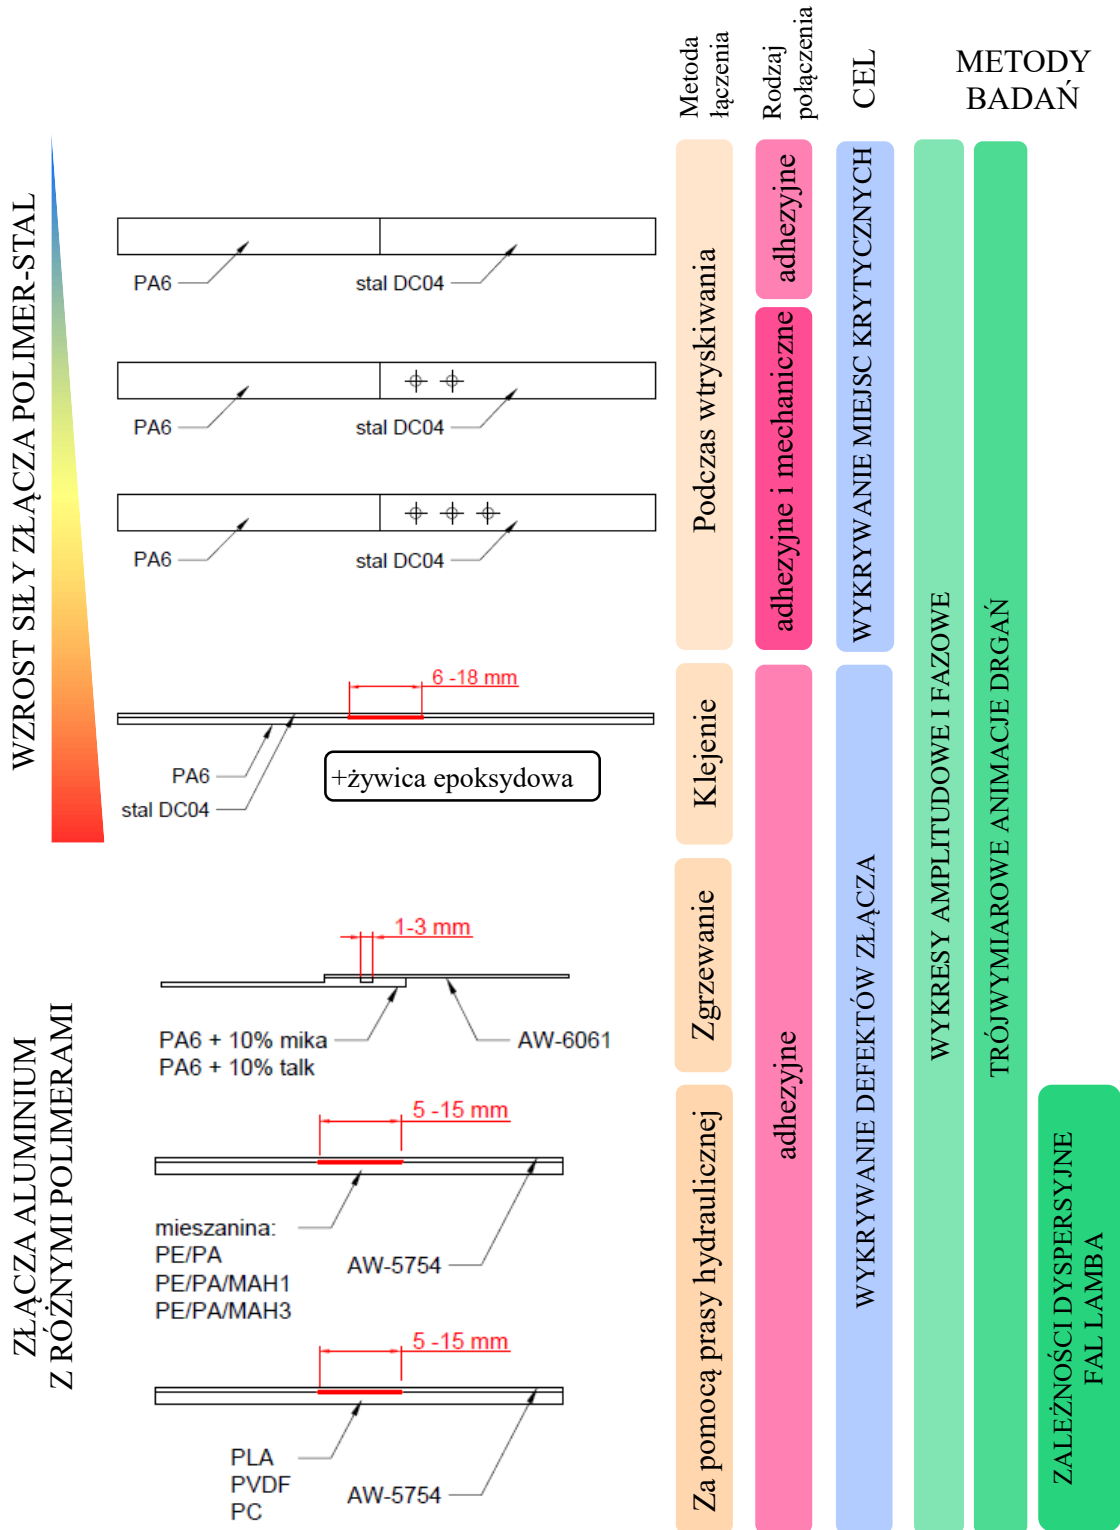 Metoda
łączenia
Rodzaj
połączenia
CEL
METODY
BADAŃ
WZROST SIŁY ZŁĄCZA POLIMER-STAL
PA6
stal DC04
PA6
stal DC04
PA6
stal DC04
6 -18 mm
PA6
stal DC04
+żywica epoksydowa
ZŁĄCZA ALUMINIUM
Z RÓŻNYMI POLIMERAMI
1-3 mm
PA6 + 10% mika
PA6 + 10% talk
AW-6061
5 -15 mm
mieszanina:
PE/PA
PE/PA/MAH1
PE/PA/MAH3
AW-5754
5 -15 mm
PLA
PVDF
PC
AW-5754
Podczas wtryskiwania
Klejenie
Zgrzewanie
Za pomocą prasy hydraulicznej
adhezyjne
adhezyjne i mechaniczne
adhezyjne
WYKRYWANIE MIEJSC KRYTYCZNYCH
WYKRYWANIE DEFEKTÓW ZŁĄCZA
WYKRESY AMPLITUDOWE I FAZOWE
TRÓJWYMIAROWE ANIMACJE DRGAŃ
ZALEŻNOŚCI DYSPERSYJNE
FAL LAMBA